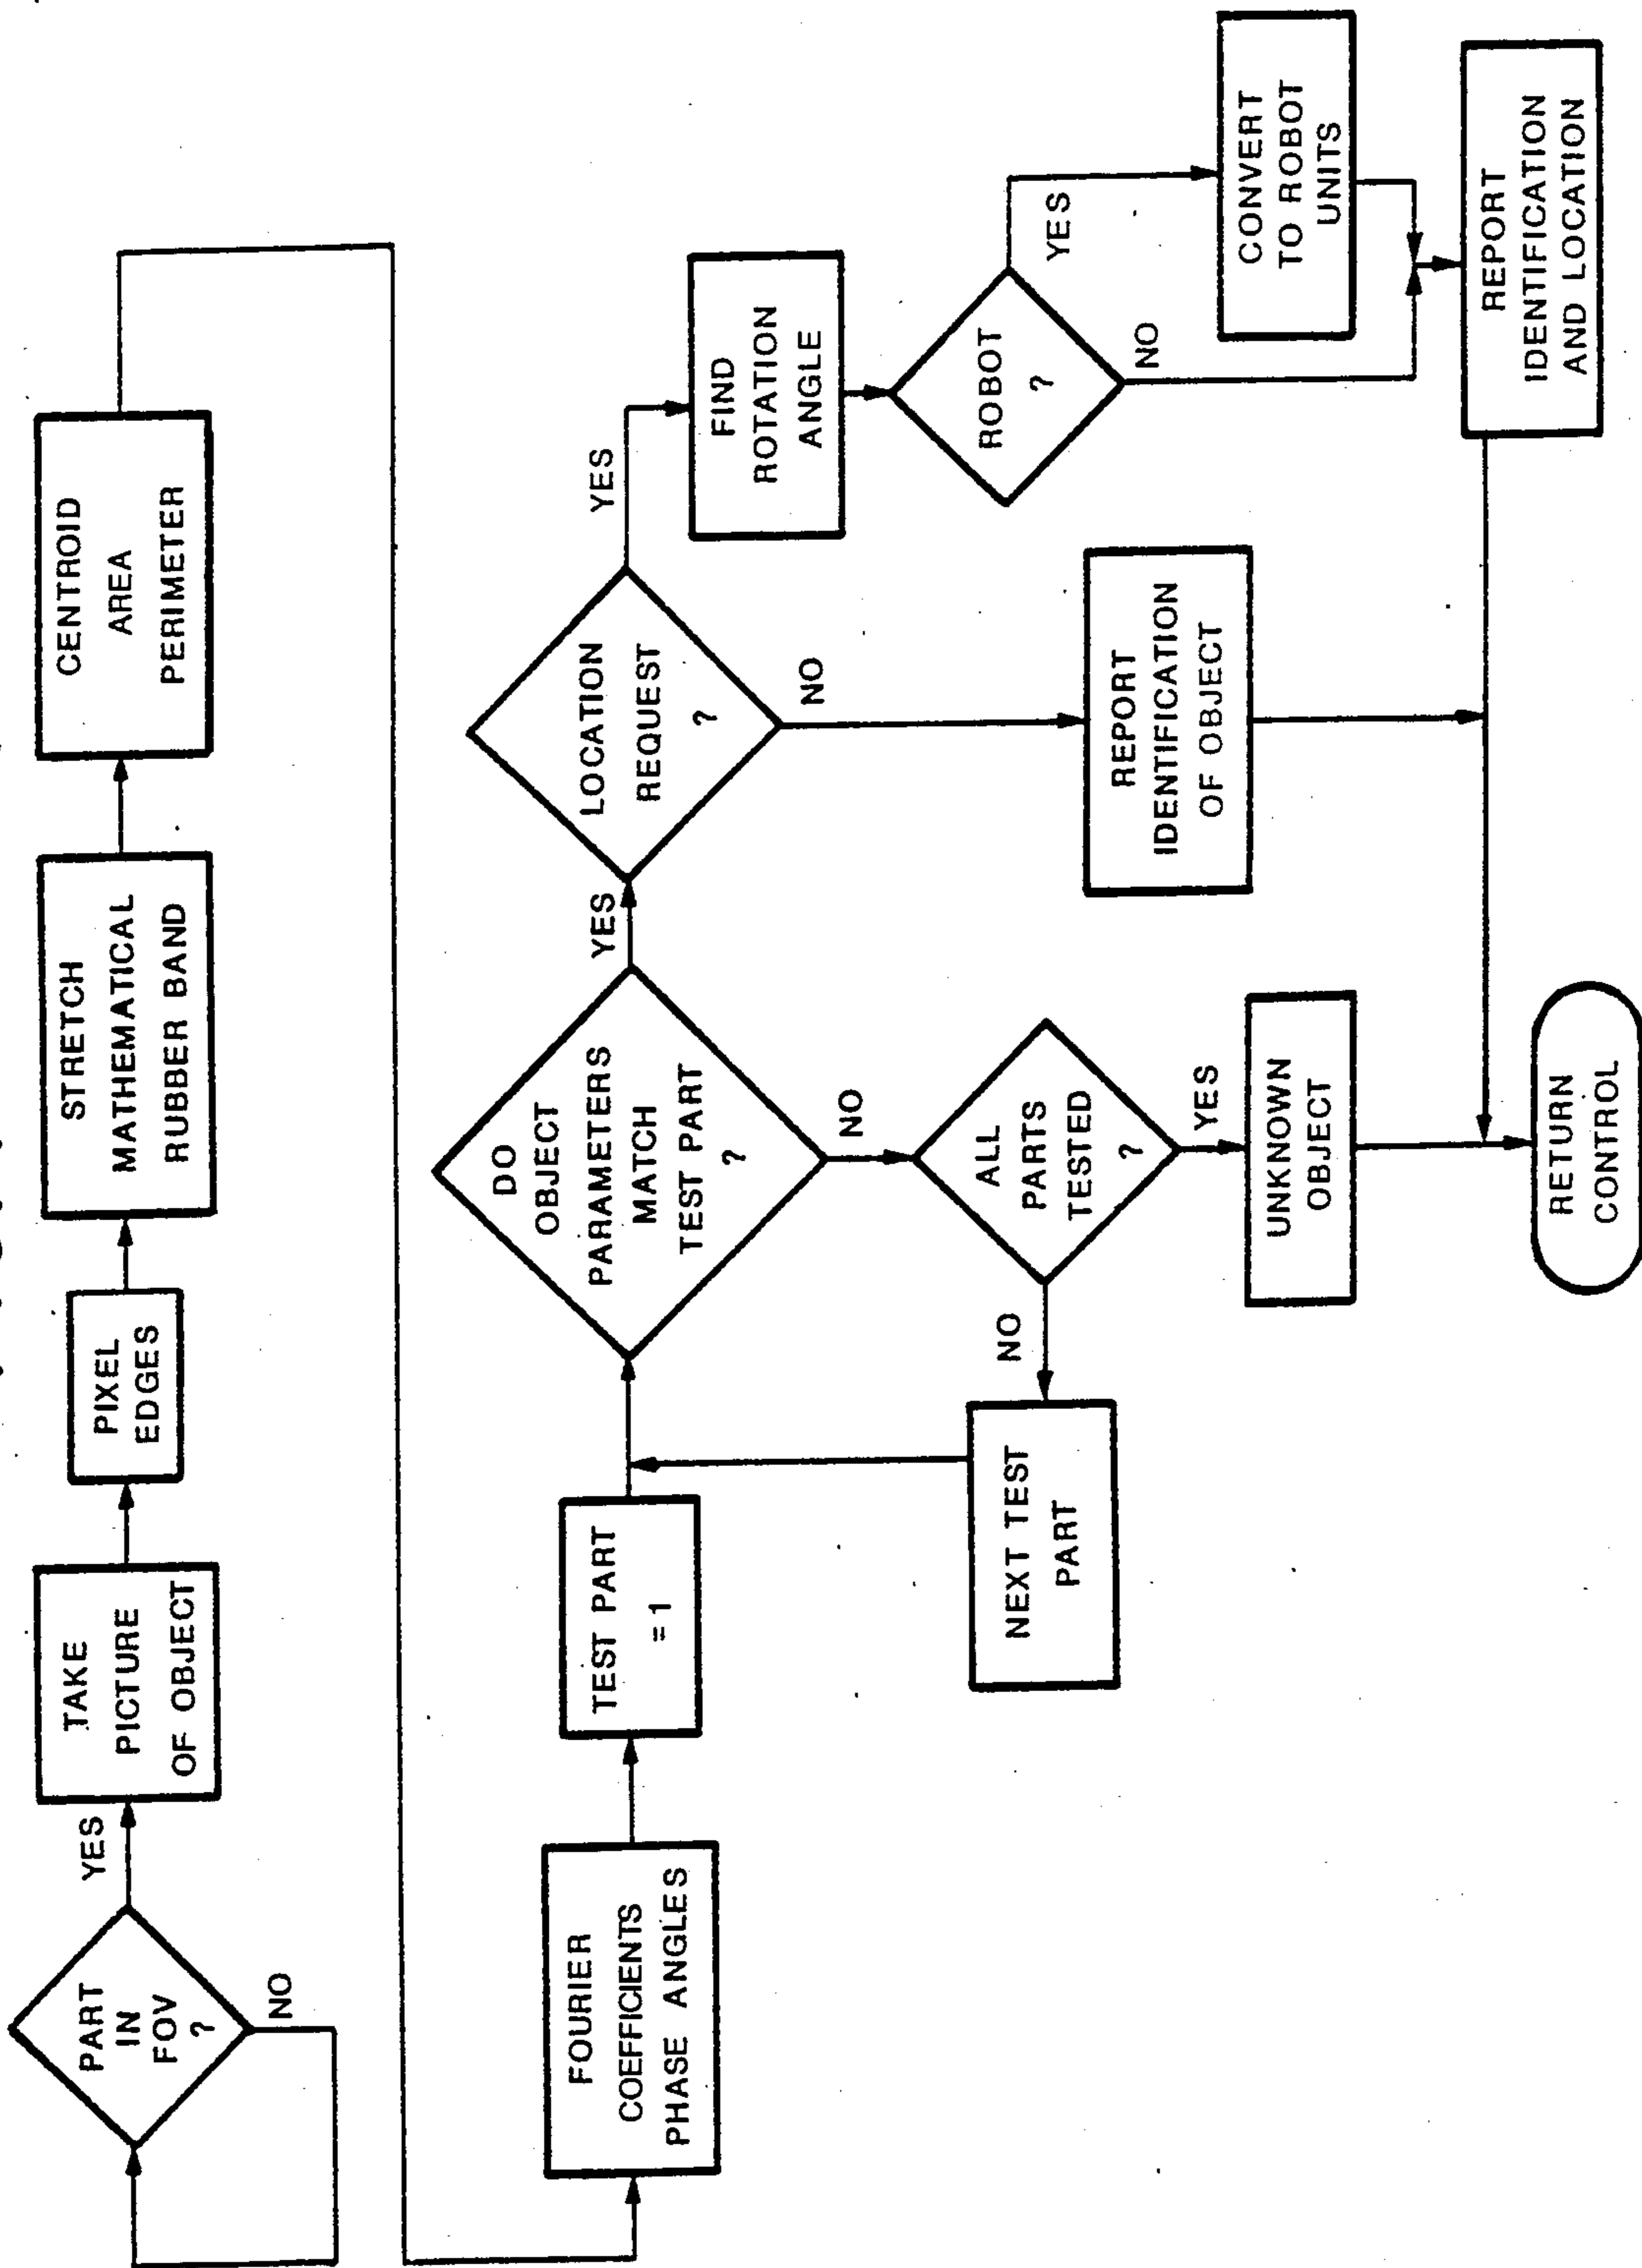 PART
IN
FOV
?
YES
NO
TAKE
PICTURE
OF OBJECT
PIXEL
EDGES
STRETCH
MATHEMATICAL
RUBBER BAND
CENTROID
AREA
PERIMETER
FOURIER
COEFFICIENTS
PHASE ANGLES
TEST PART
= 1
DO
OBJECT
PARAMETERS
MATCH
TEST PART
?
YES
NO
LOCATION
REQUEST
?
YES
NO
FIND
ROTATION
ANGLE
ROBOT
?
YES
NO
CONVERT
TO ROBOT
UNITS
REPORT
IDENTIFICATION
AND LOCATION
REPORT
IDENTIFICATION
OF OBJECT
ALL
PARTS
TESTED
?
NO
YES
NEXT TEST
PART
UNKNOWN
OBJECT
RETURN
CONTROL